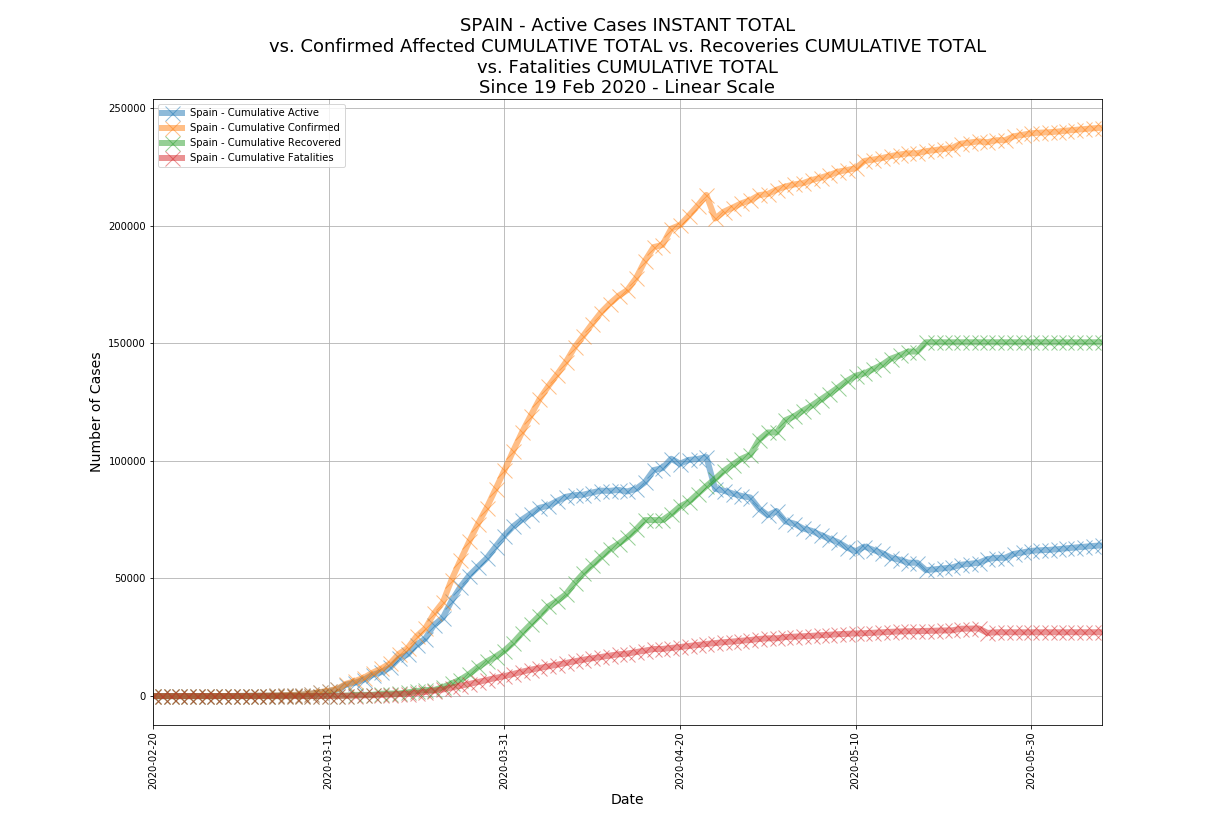 SPAIN - Active Cases INSTANT TOTAL
vs. Confirmed Affected CUMULATIVE TOTAL vs. Recoveries CUMULATIVE TOTAL
vs. Fatalities CUMULATIVE TOTAL
Since 19 Feb 2020 - Linear Scale
Spain - Cumulative Active
Spain - Cumulative Confirmed
Spain - Cumulative Recovered
Spain - Cumulative Fatalities
Number of Cases
250000
200000
150000
100000
50000
0
2020-02-20
2020-03-11
2020-03-31
2020-04-20
2020-05-10
2020-05-30
Date